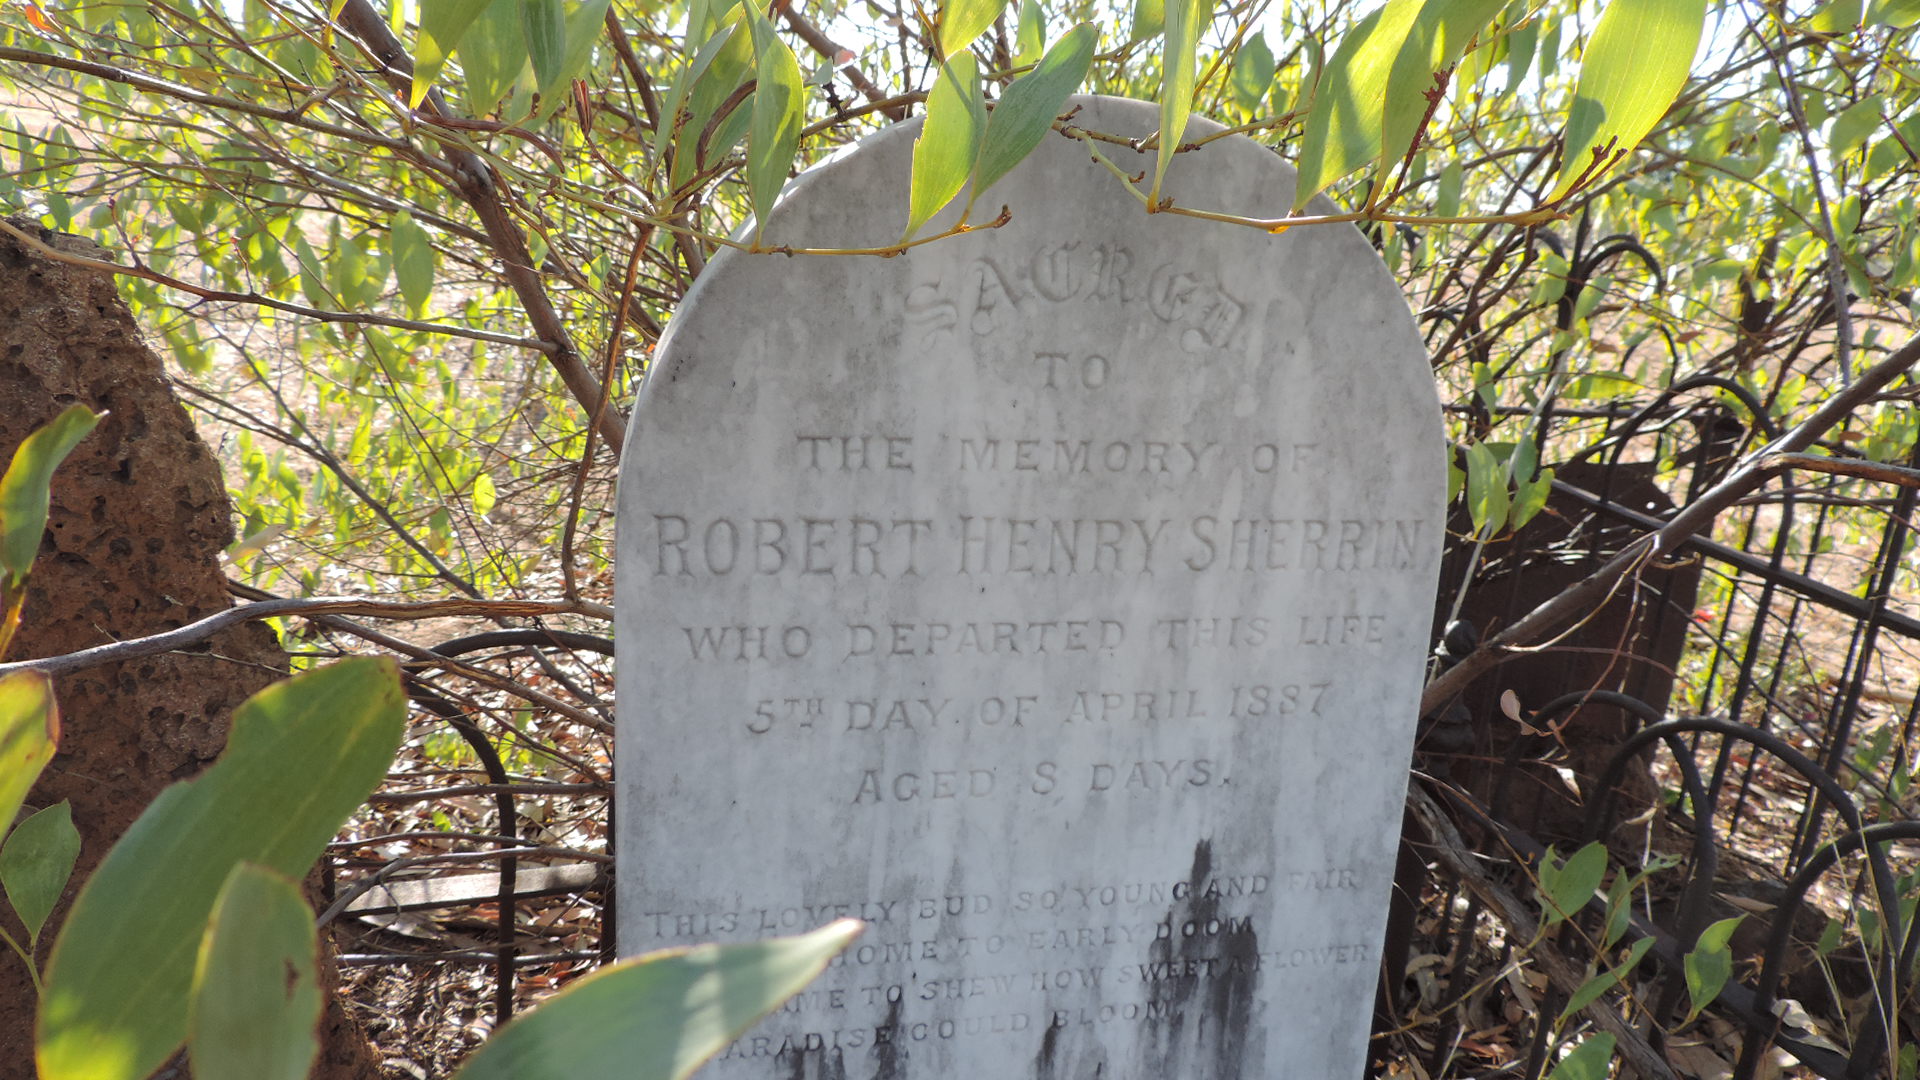 SACRED
TO
THE MEMORY OF
ROBERT HENRY SHERRIN
WHO DEPARTED THIS LIFE
5TH DAY OF APRIL 1887
AGED 8 DAYS.
THIS LOVELY BUD SO YOUNG AND FAIR
TO EARLY DOOM
TO SHEW HOW SWEET A FLOWER
COULD BLOOM